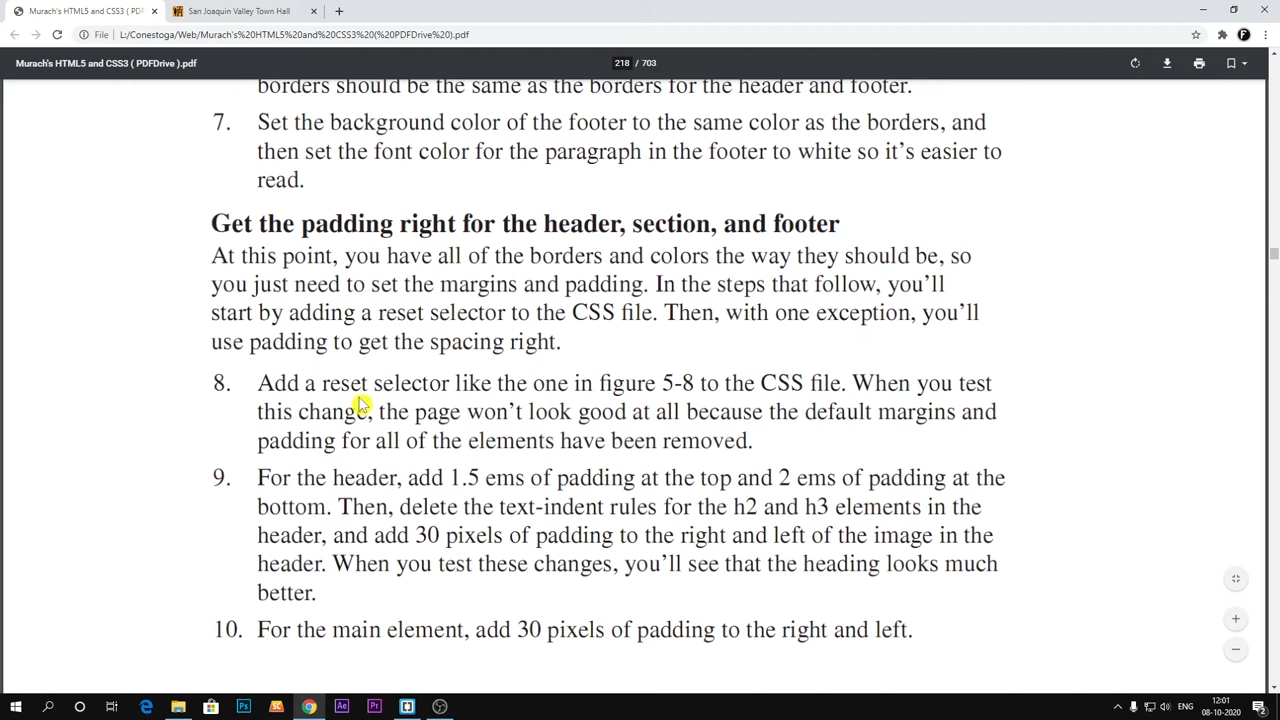 Murach's HTML5 and CSS3 ( PDF
San Joaquin Valley Town Hall
File
L:/Conestoga/Web/Murach's%20HTML5%20and%20CSS3%20(%20PDFDrive%20).pdf
Murach's HTML5 and CSS3 ( PDFDrive ).pdf
218 / 703
borders should be the same as the borders for the header and footer.
7. Set the background color of the footer to the same color as the borders, and
then set the font color for the paragraph in the footer to white so it's easier to
read.
Get the padding right for the header, section, and footer
At this point, you have all of the borders and colors the way they should be, so
you just need to set the margins and padding. In the steps that follow, you'll
start by adding a reset selector to the CSS file. Then, with one exception, you'll
use padding to get the spacing right.
8. Add a reset selector like the one in figure 5-8 to the CSS file. When you test
this change, the page won't look good at all because the default margins and
padding for all of the elements have been removed.
9. For the header, add 1.5 ems of padding at the top and 2 ems of padding at the
bottom. Then, delete the text-indent rules for the h2 and h3 elements in the
header, and add 30 pixels of padding to the right and left of the image in the
header. When you test these changes, you'll see that the heading looks much
better.
10. For the main element, add 30 pixels of padding to the right and left.
Ps
Ae
Pr
ENG
12:01
08-10-2020